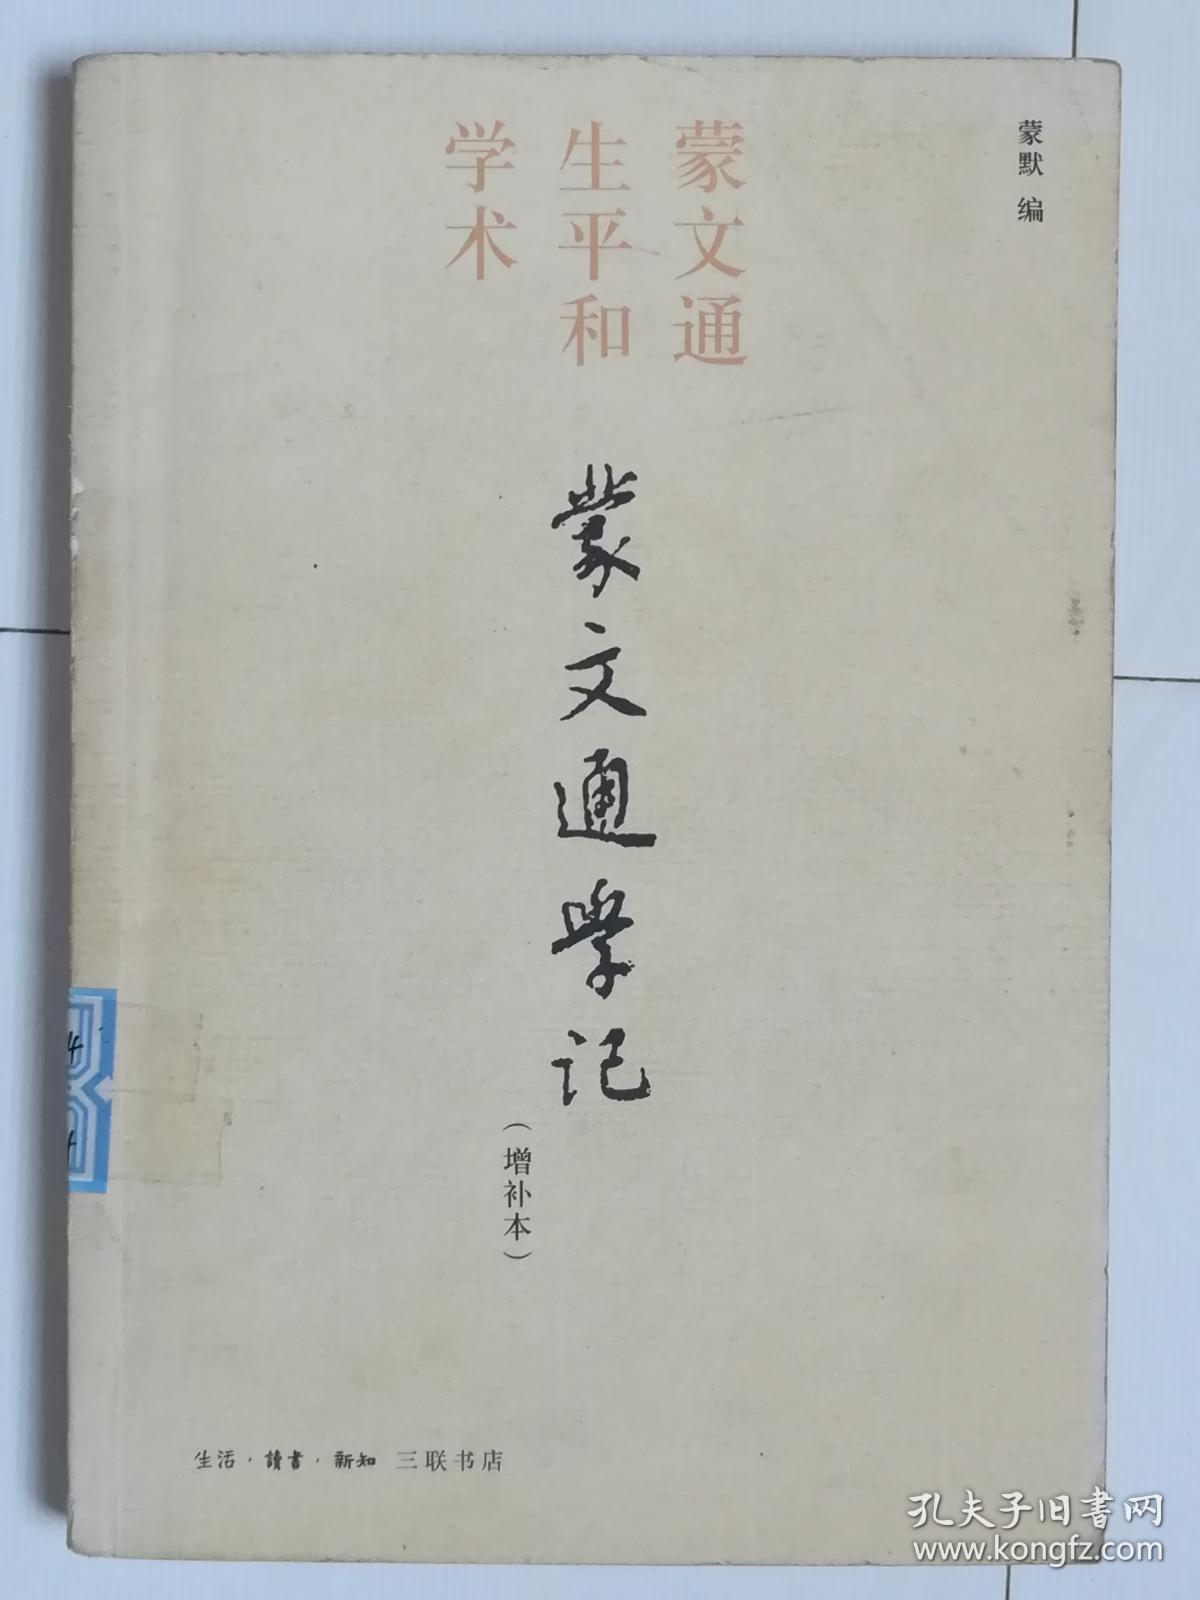 蒙默 编
蒙文通
生平和
学术
蒙文通学记
（增补本）
生活·讀書·新知 三联书店
4
孔夫子旧书网
www.kongfz.com